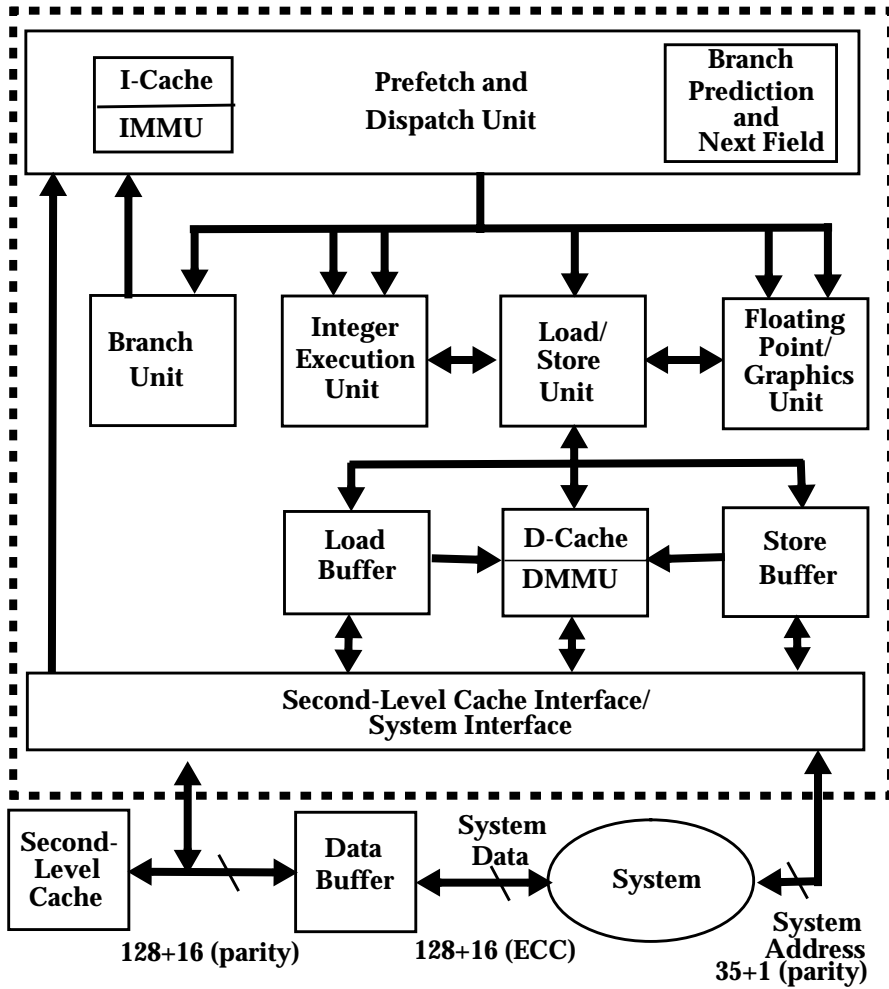 I-Cache
IMMU
Prefetch and
Dispatch Unit
Branch
Prediction
and
Next Field
Branch
Unit
Integer
Execution
Unit
Load/
Store
Unit
Floating
Point/
Graphics
Unit
Load
Buffer
D-Cache
DMMU
Store
Buffer
Second-Level Cache Interface/
System Interface
Second-
Level
Cache
Data
Buffer
System
Data
System
128+16 (parity)
128+16 (ECC)
System
Address
35+1 (parity)